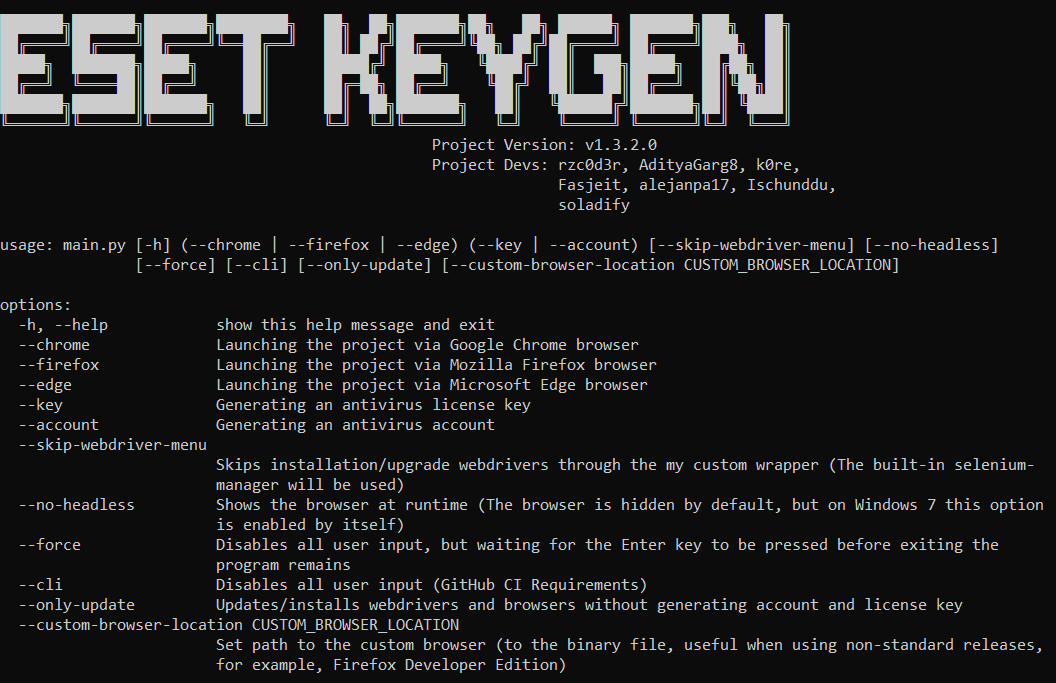 ESET KEYGEN
Project Version: v1.3.2.0
Project Devs: rzc0d3r, AdityaGarg8, k0re,
Fasjeit, alejanpa17, Ischunddu,
soladify
usage: main.py [-h] (--chrome | --firefox | --edge) (--key | --account) [--skip-webdriver-menu] [--no-headless]
[--force] [--cli] [--only-update] [--custom-browser-location CUSTOM_BROWSER_LOCATION]
options:
-h, --help show this help message and exit
--chrome Launching the project via Google Chrome browser
--firefox Launching the project via Mozilla Firefox browser
--edge Launching the project via Microsoft Edge browser
--key Generating an antivirus license key
--account Generating an antivirus account
--skip-webdriver-menu
Skips installation/upgrade webdrivers through the my custom wrapper (The built-in selenium-
manager will be used)
--no-headless Shows the browser at runtime (The browser is hidden by default, but on Windows 7 this option
is enabled by itself)
--force Disables all user input, but waiting for the Enter key to be pressed before exiting the
program remains
--cli Disables all user input (GitHub CI Requirements)
--only-update Updates/installs webdrivers and browsers without generating account and license key
--custom-browser-location CUSTOM_BROWSER_LOCATION
Set path to the custom browser (to the binary file, useful when using non-standard releases,
for example, Firefox Developer Edition)